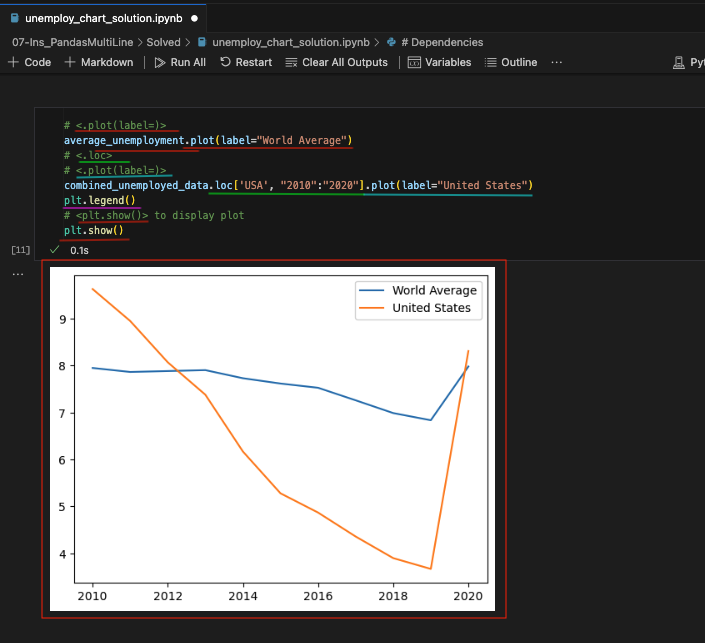 unemploy_chart_solution.ipynb ●
07-Ins_PandasMultiLine > Solved > unemploy_chart_solution.ipynb > # Dependencies
+ Code + Markdown | Run All Restart Clear All Outputs | Variables Outline ...
# <.plot(label=)>
average_unemployment.plot(label="World Average")
# <.loc>
# <.plot(label=)>
combined_unemployed_data.loc['USA', "2010":"2020"].plot(label="United States")
plt.legend()
# <plt.show()> to display plot
plt.show()
[11] ✓ 0.1s
...
World Average
United States
9
8
7
6
5
4
2010 2012 2014 2016 2018 2020